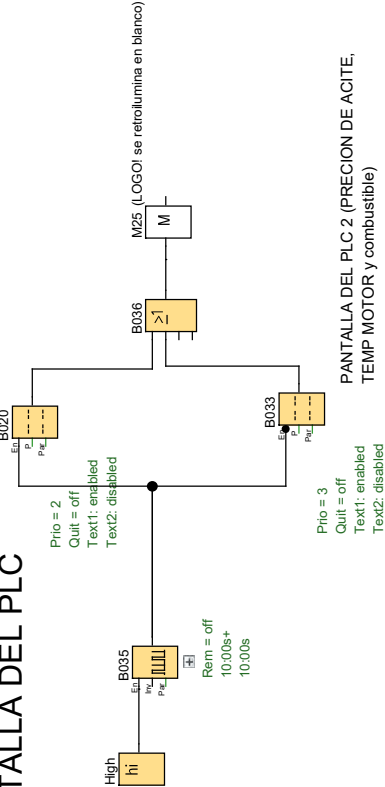 TALLA DEL PLC
B020
En
P
Par
Prio = 2
Quit = off
Text1: enabled
Text2: disabled
High
hi
B035
En
Inv
Par
+
Rem = off
10:00s+
10:00s
B036
>1
M25 (LOGO! se retroilumina en blanco)
M
B033
En
P
Par
Prio = 3
Quit = off
Text1: enabled
Text2: disabled
PANTALLA DEL PLC 2 (PRECION DE ACITE,
TEMP MOTOR y combustible)